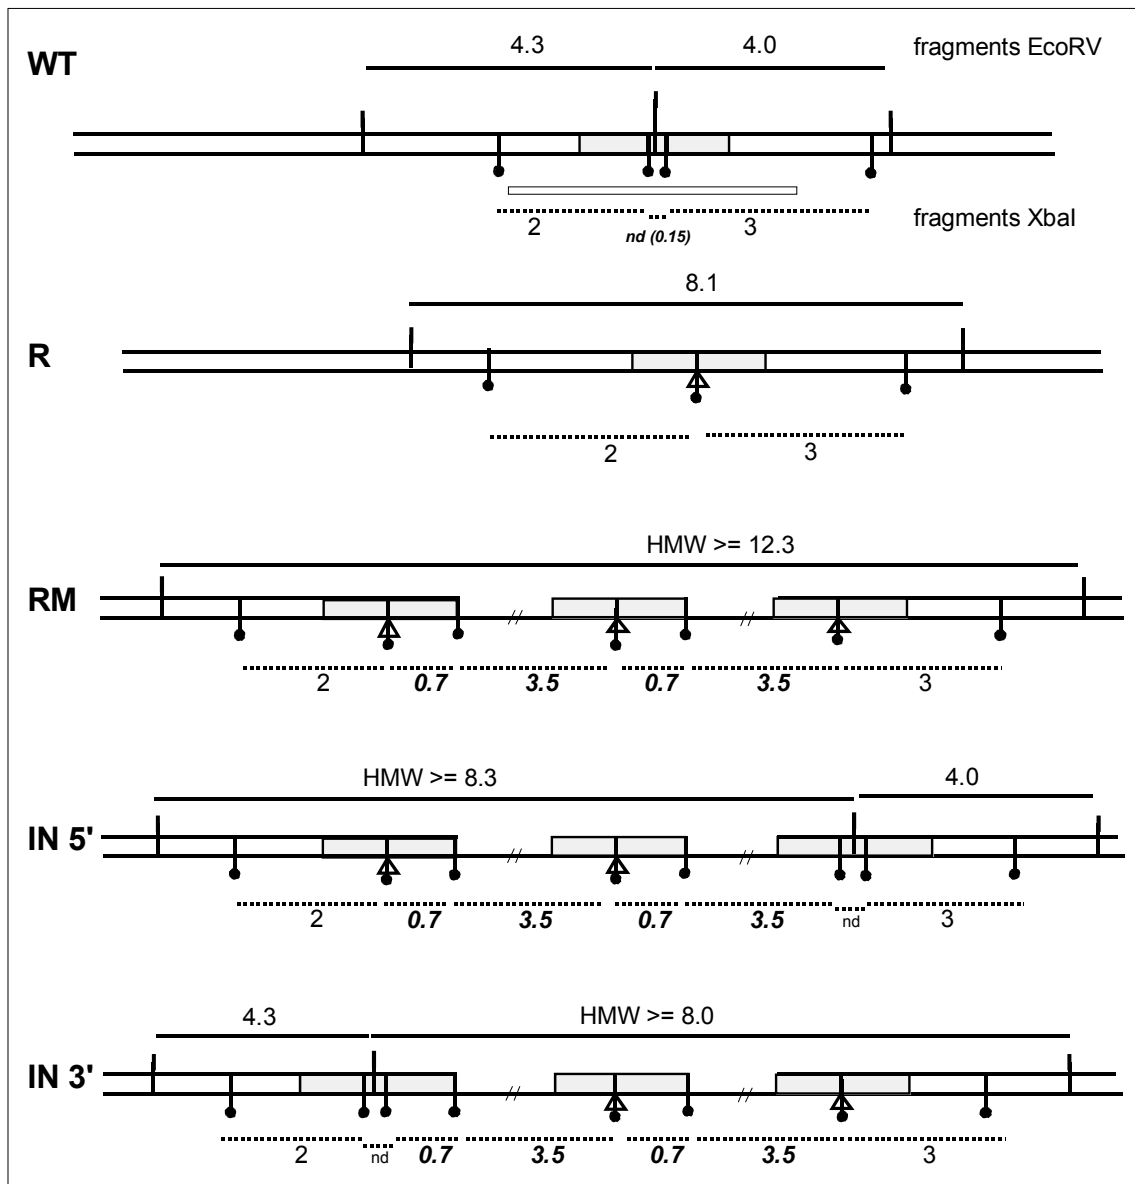 4.3 4.0 fragments EcoRV
WT
2 3 fragments XbaI
nd (0.15)
8.1
R
2 3
HMW >= 12.3
RM
2 0.7 3.5 0.7 3.5 3
HMW >= 8.3 4.0
IN 5'
2 0.7 3.5 0.7 3.5 nd 3
4.3 HMW >= 8.0
IN 3'
2 nd 0.7 3.5 0.7 3.5 3